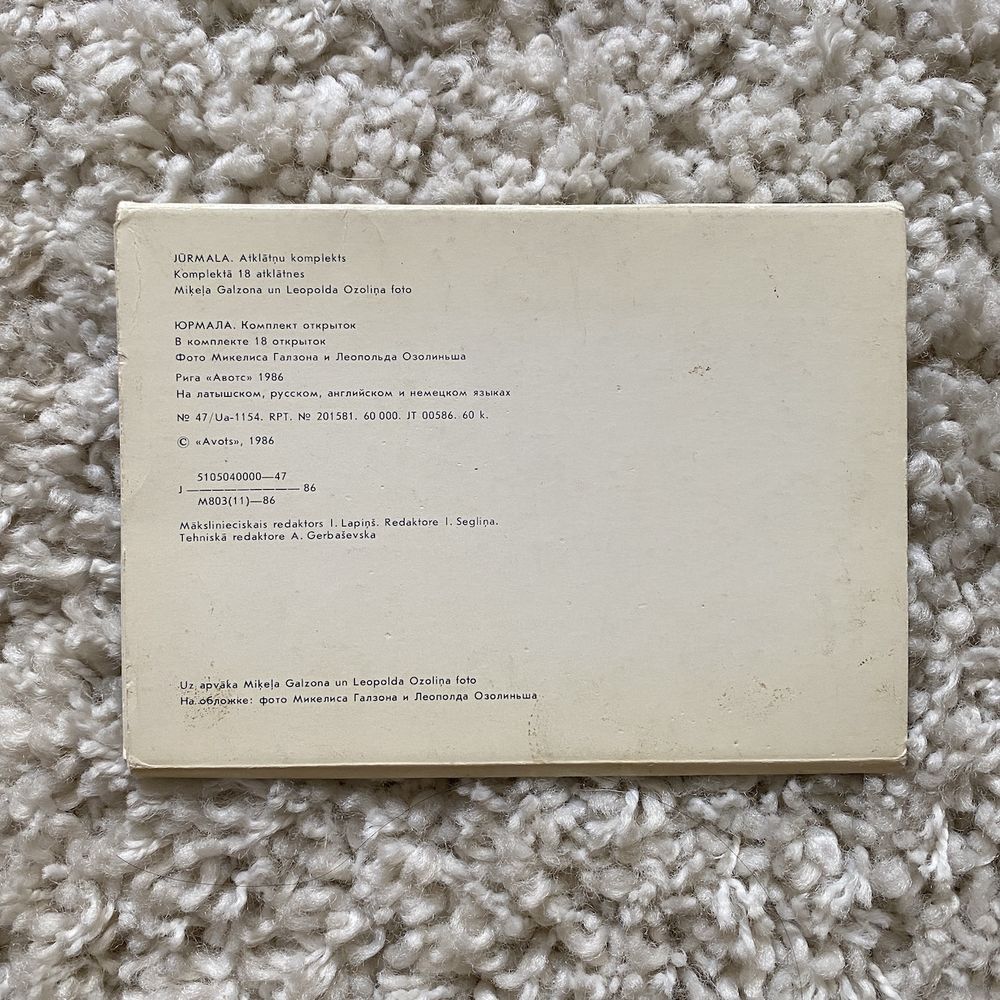 JŪRMALA. Atklātņu komplekts
Komplektā 18 atklātnes
Miķeļa Galzona un Leopolda Ozoliņa foto
ЮРМАЛА. Комплект открыток
В комплекте 18 открыток
Фото Микелиса Галзона и Леопольда Озолиньша
Рига «Авотс» 1986
На латышском, русском, английском и немецком языках
№ 47/Ua-1154. RPT. № 201581. 60 000. JT 00586. 60 k.
© «Avots», 1986
5105040000—47
J ————————— 86
M803(11)—86
Mākslinieciskais redaktors I. Lapiņš. Redaktore I. Segliņa.
Tehniskā redaktore A. Gerbaševska
Uz apvāka Miķeļa Galzona un Leopolda Ozoliņa foto
На обложке: фото Микелиса Галзона и Леополда Озолиньша